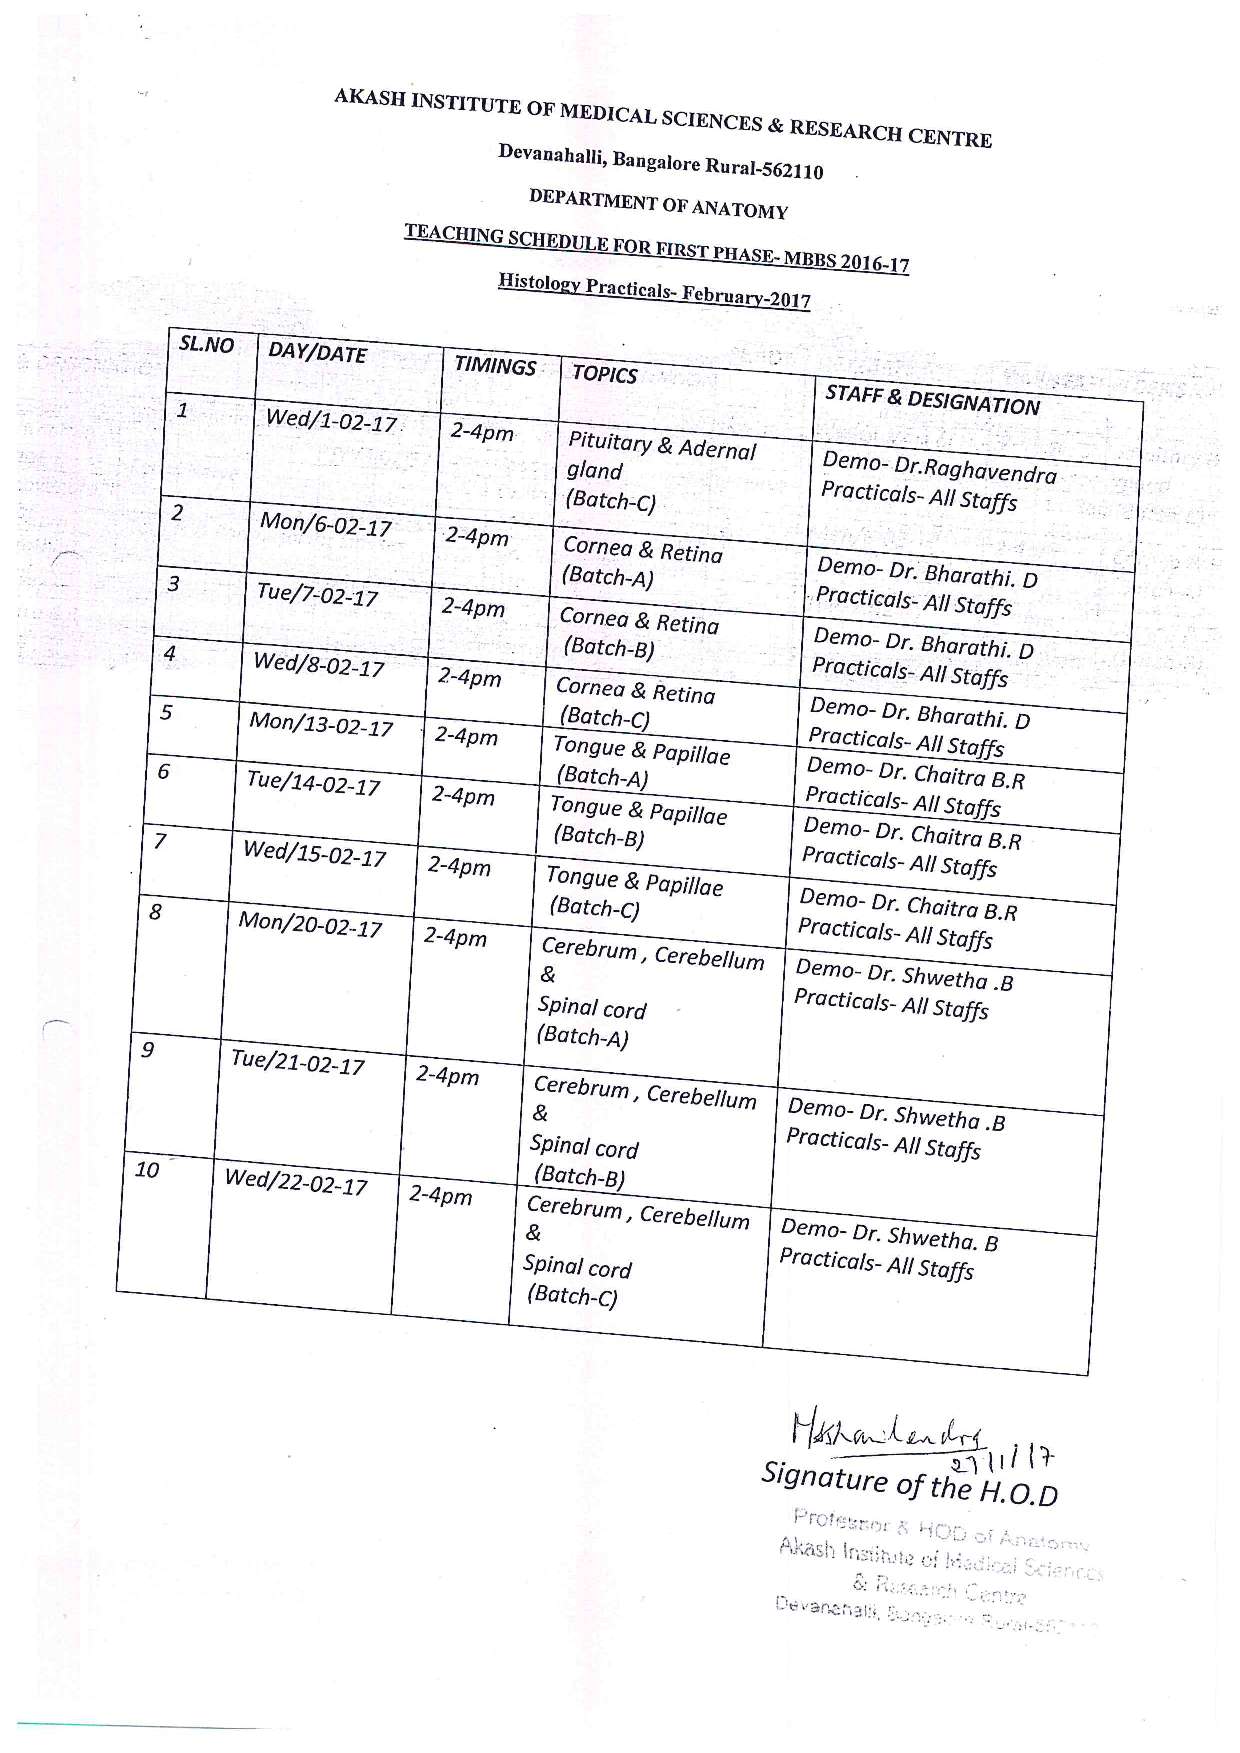 AKASH INSTITUTE OF MEDICAL SCIENCES & RESEARCH CENTRE
Devanahalli, Bangalore Rural-562110
DEPARTMENT OF ANATOMY
TEACHING SCHEDULE FOR FIRST PHASE- MBBS 2016-17
Histology Practicals- February-2017
SL.NO DAY/DATE TIMINGS TOPICS STAFF & DESIGNATION
1 Wed/1-02-17 2-4pm Pituitary & Adernal Demo- Dr.Raghavendra
gland Practicals- All Staffs
(Batch-C)
2 Mon/6-02-17 2-4pm Cornea & Retina Demo- Dr. Bharathi. D
(Batch-A) Practicals- All Staffs
3 Tue/7-02-17 2-4pm Cornea & Retina Demo- Dr. Bharathi. D
(Batch-B) Practicals- All Staffs
4 Wed/8-02-17 2-4pm Cornea & Retina Demo- Dr. Bharathi. D
(Batch-C) Practicals- All Staffs
5 Mon/13-02-17 2-4pm Tongue & Papillae Demo- Dr. Chaitra B.R
(Batch-A) Practicals- All Staffs
6 Tue/14-02-17 2-4pm Tongue & Papillae Demo- Dr. Chaitra B.R
(Batch-B) Practicals- All Staffs
7 Wed/15-02-17 2-4pm Tongue & Papillae Demo- Dr. Chaitra B.R
(Batch-C) Practicals- All Staffs
8 Mon/20-02-17 2-4pm Cerebrum , Cerebellum Demo- Dr. Shwetha .B
& Practicals- All Staffs
Spinal cord
(Batch-A)
9 Tue/21-02-17 2-4pm Cerebrum , Cerebellum Demo- Dr. Shwetha .B
& Practicals- All Staffs
Spinal cord
(Batch-B)
10 Wed/22-02-17 2-4pm Cerebrum , Cerebellum Demo- Dr. Shwetha. B
& Practicals- All Staffs
Spinal cord
(Batch-C)
27/1/17
Signature of the H.O.D
Professor & HOD of Anatomy
Akash Institute of Medical Sciences
& Research Centre
Devanahalli,